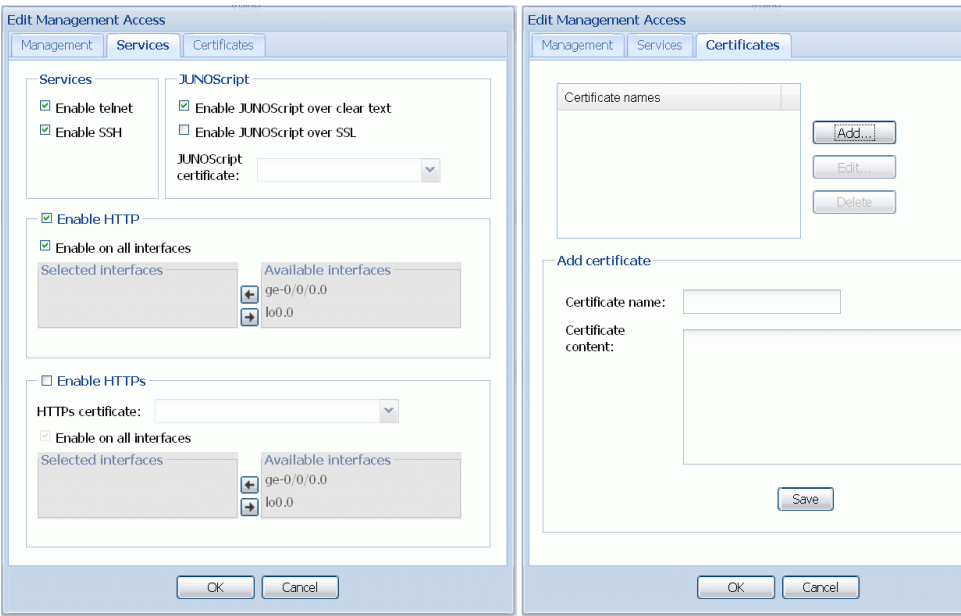 Edit Management Access
Management Services Certificates
Services
Enable telnet
Enable SSH
JUNOScript
Enable JUNOScript over clear text
Enable JUNOScript over SSL
JUNOScript
certificate:
Enable HTTP
Enable on all interfaces
Selected interfaces
Available interfaces
ge-0/0/0.0
lo0.0
Enable HTTPs
HTTPs certificate:
Enable on all interfaces
Selected interfaces
Available interfaces
ge-0/0/0.0
lo0.0
OK Cancel
Edit Management Access
Management Services Certificates
Certificate names
Add...
Edit...
Delete
Add certificate
Certificate name:
Certificate
content:
Save
OK Cancel